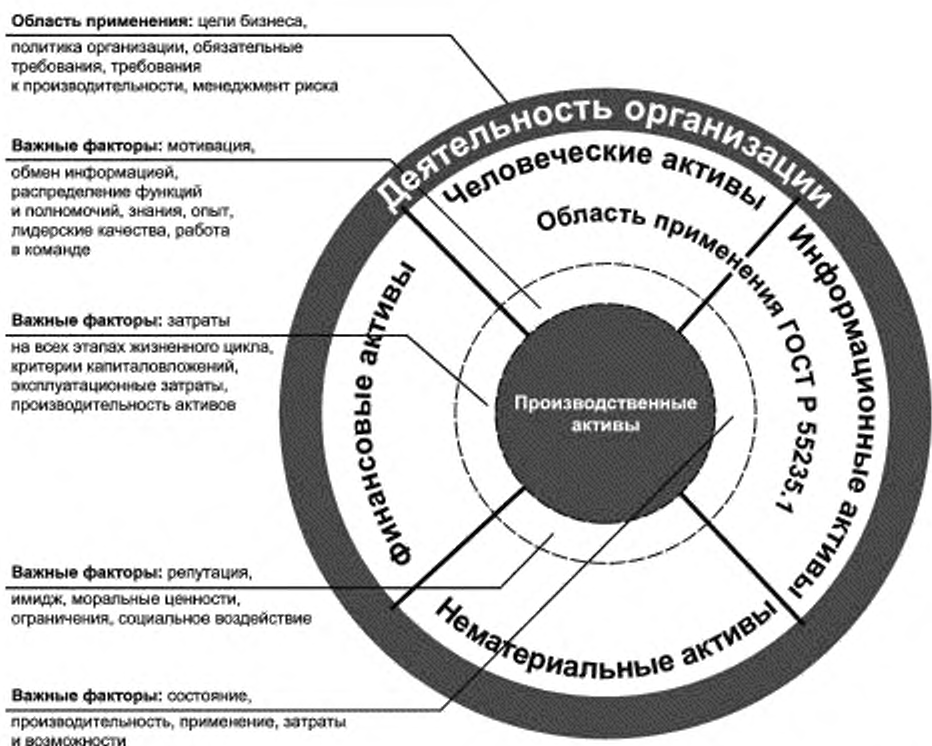 Область применения: цели бизнеса,
политика организации, обязательные
требования, требования
к производительности, менеджмент риска
Важные факторы: мотивация,
обмен информацией,
распределение функций
и полномочий, знания, опыт,
лидерские качества, работа
в команде
Важные факторы: затраты
на всех этапах жизненного цикла,
критерии капиталовложений,
эксплуатационные затраты,
производительность активов
Важные факторы: репутация,
имидж, моральные ценности,
ограничения, социальное воздействие
Важные факторы: состояние,
производительность, применение, затраты
и возможности
Деятельность организации
Человеческие активы
Область применения ГОСТ Р 55235.1
Информационные активы
Финансовые активы
Производственные
активы
Нематериальные активы